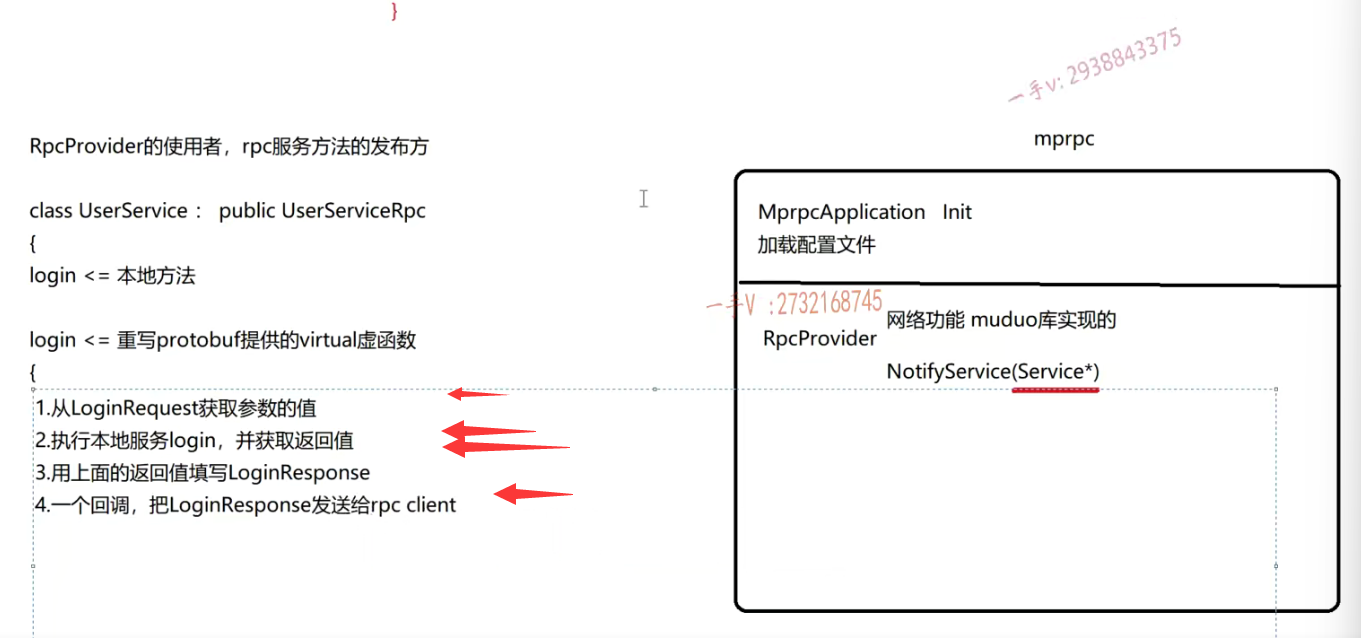 }
一手v: 2938843375
RpcProvider的使用者，rpc服务方法的发布方
class UserService : public UserServiceRpc
{
login <= 本地方法
login <= 重写protobuf提供的virtual虚函数
{
1.从LoginRequest获取参数的值
2.执行本地服务login，并获取返回值
3.用上面的返回值填写LoginResponse
4.一个回调，把LoginResponse发送给rpc client
mprpc
MprpcApplication Init
加载配置文件
一手V :2732168745
网络功能 muduo库实现的
RpcProvider
NotifyService(Service*)